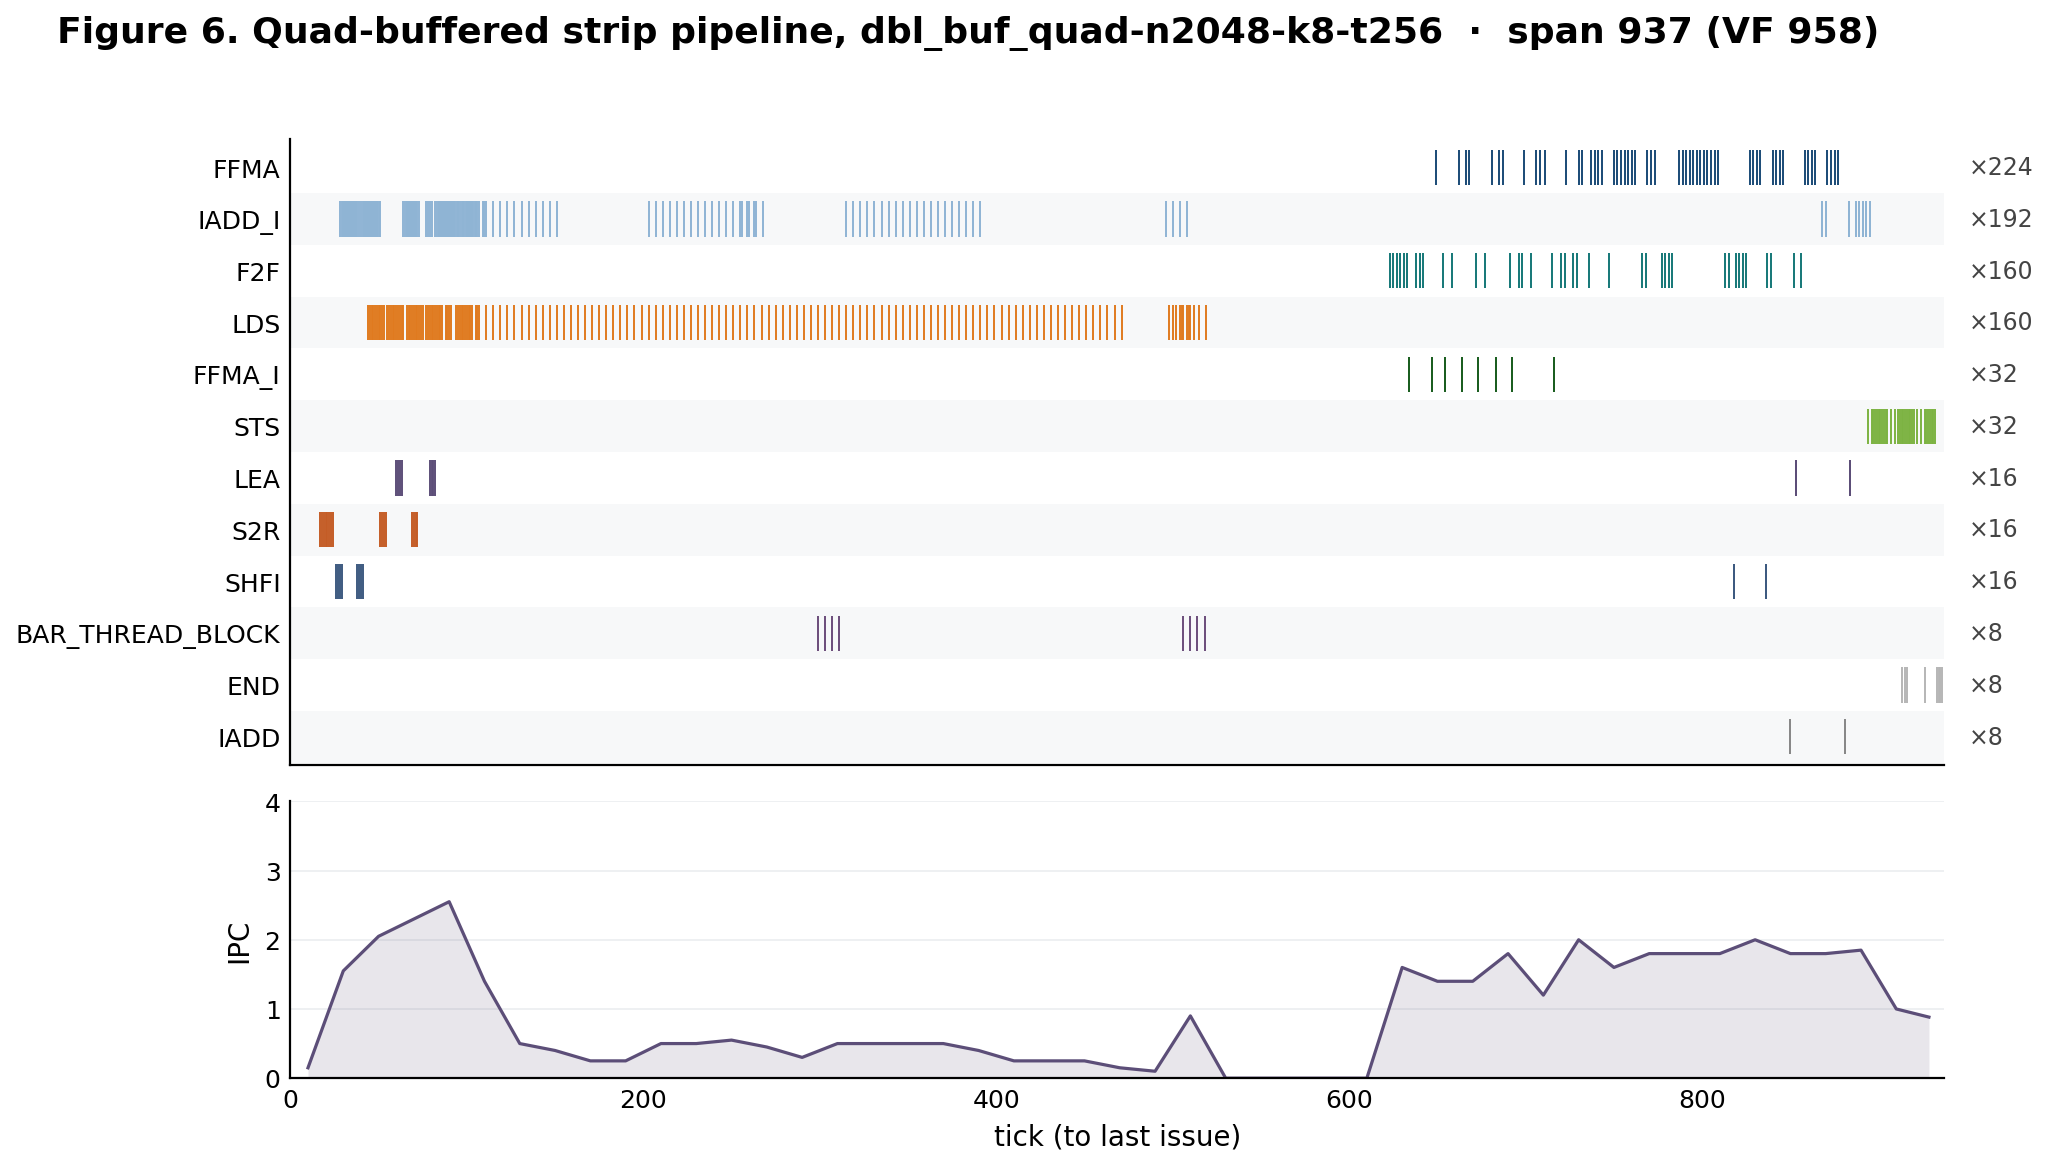 Figure 6. Quad-buffered strip pipeline, dbl_buf_quad-n2048-k8-t256 · span 937 (VF 958)
FFMA ×224
IADD_I ×192
F2F ×160
LDS ×160
FFMA_I ×32
STS ×32
LEA ×16
S2R ×16
SHFI ×16
BAR_THREAD_BLOCK ×8
END ×8
IADD ×8
4
3
2
1
0
IPC
0 200 400 600 800
tick (to last issue)